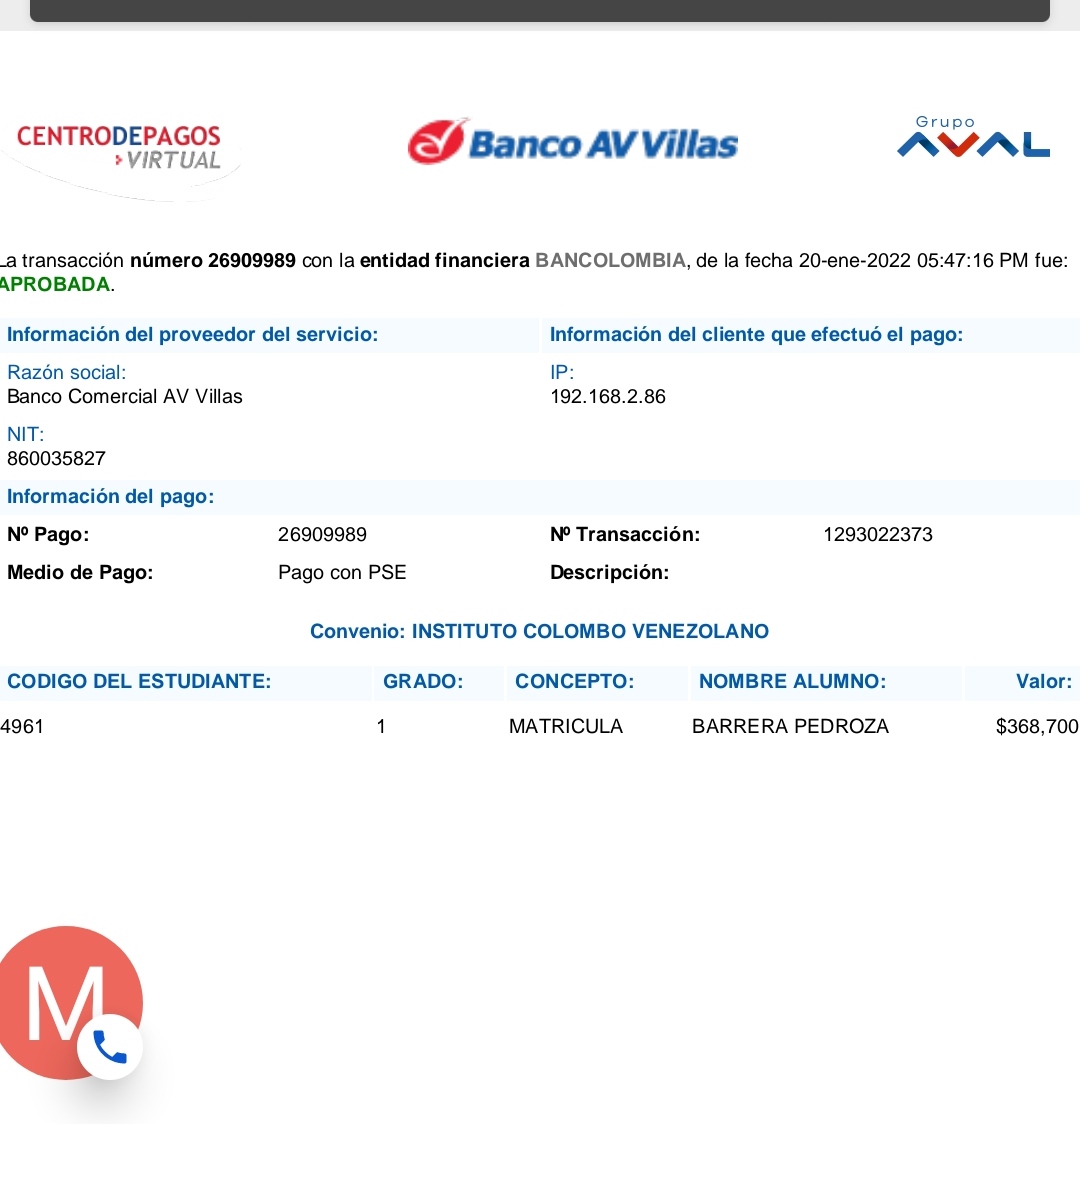 CENTRODEPAGOS
VIRTUAL
Banco AV Villas
Grupo
AVAL
La transacción número 26909989 con la entidad financiera BANCOLOMBIA, de la fecha 20-ene-2022 05:47:16 PM fue:
APROBADA.
Información del proveedor del servicio: Información del cliente que efectuó el pago:
Razón social: IP:
Banco Comercial AV Villas 192.168.2.86
NIT:
860035827
Información del pago:
Nº Pago: 26909989 Nº Transacción: 1293022373
Medio de Pago: Pago con PSE Descripción:
Convenio: INSTITUTO COLOMBO VENEZOLANO
CODIGO DEL ESTUDIANTE: GRADO: CONCEPTO: NOMBRE ALUMNO: Valor:
4961 1 MATRICULA BARRERA PEDROZA $368,700
M